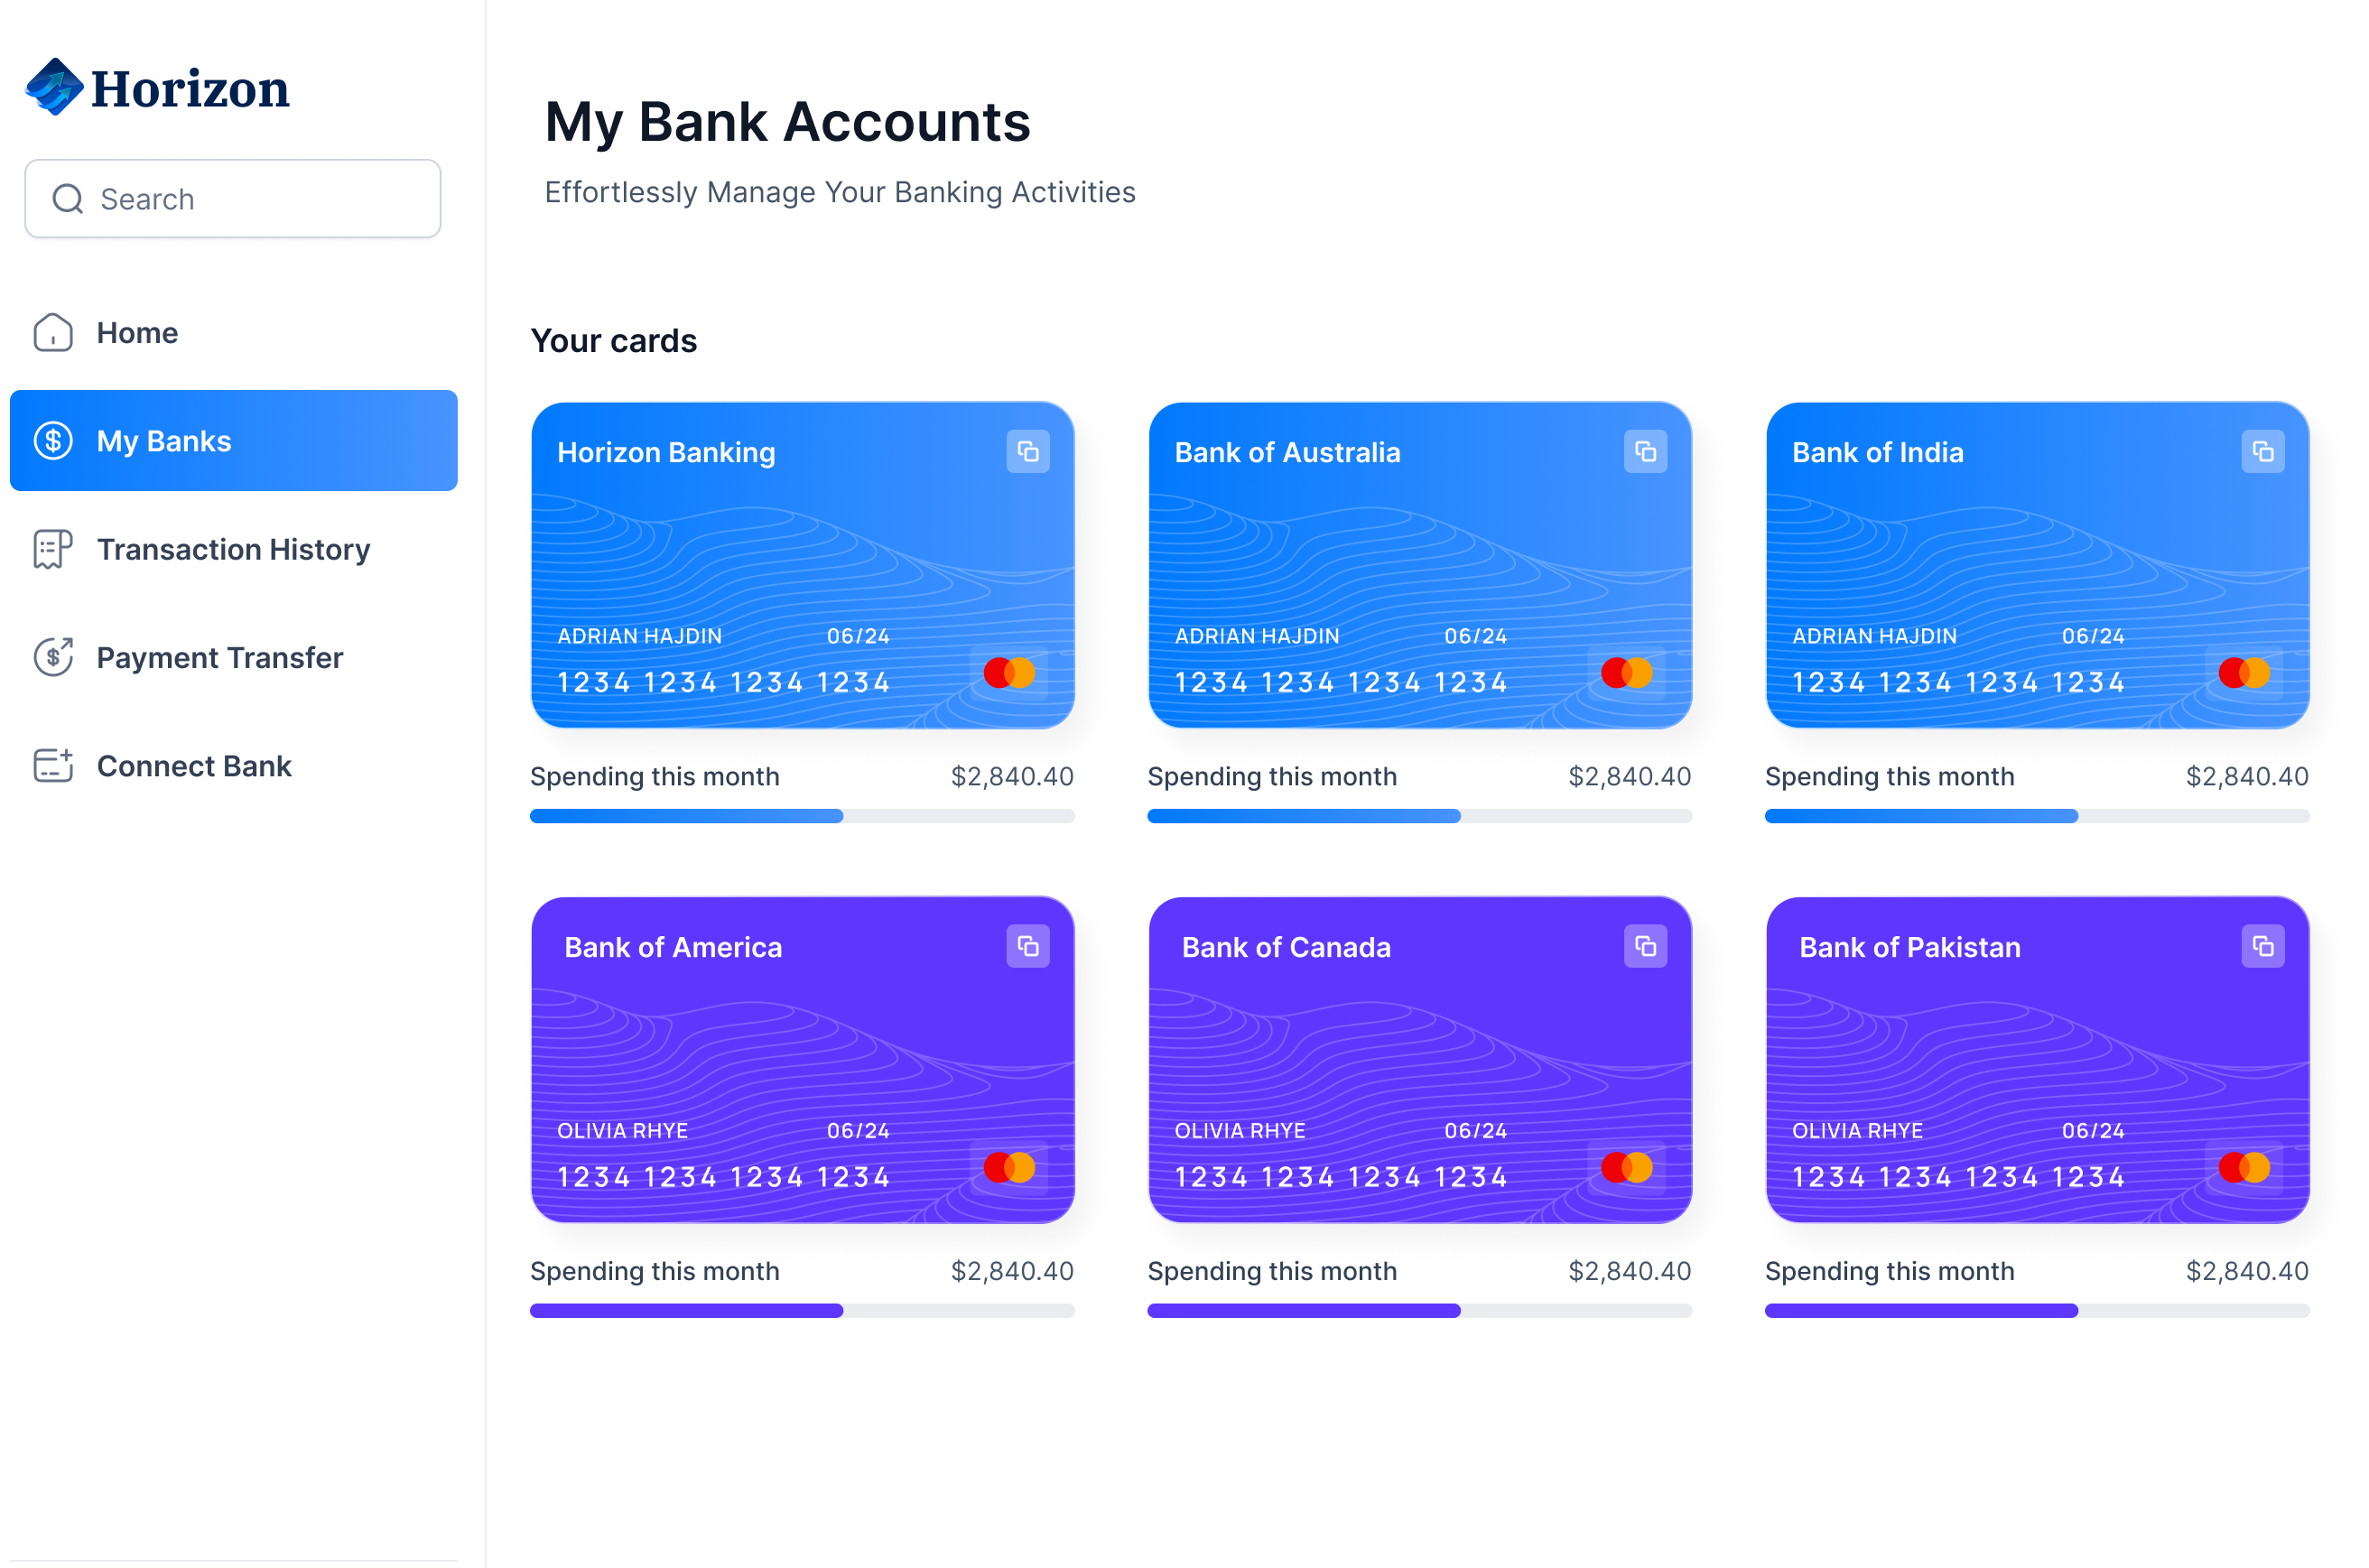 Horizon
Search
Home
My Banks
Transaction History
Payment Transfer
Connect Bank
My Bank Accounts
Effortlessly Manage Your Banking Activities
Your cards
Horizon Banking
ADRIAN HAJDIN 06/24
1234 1234 1234 1234
Spending this month $2,840.40
Bank of Australia
ADRIAN HAJDIN 06/24
1234 1234 1234 1234
Spending this month $2,840.40
Bank of India
ADRIAN HAJDIN 06/24
1234 1234 1234 1234
Spending this month $2,840.40
Bank of America
OLIVIA RHYE 06/24
1234 1234 1234 1234
Spending this month $2,840.40
Bank of Canada
OLIVIA RHYE 06/24
1234 1234 1234 1234
Spending this month $2,840.40
Bank of Pakistan
OLIVIA RHYE 06/24
1234 1234 1234 1234
Spending this month $2,840.40